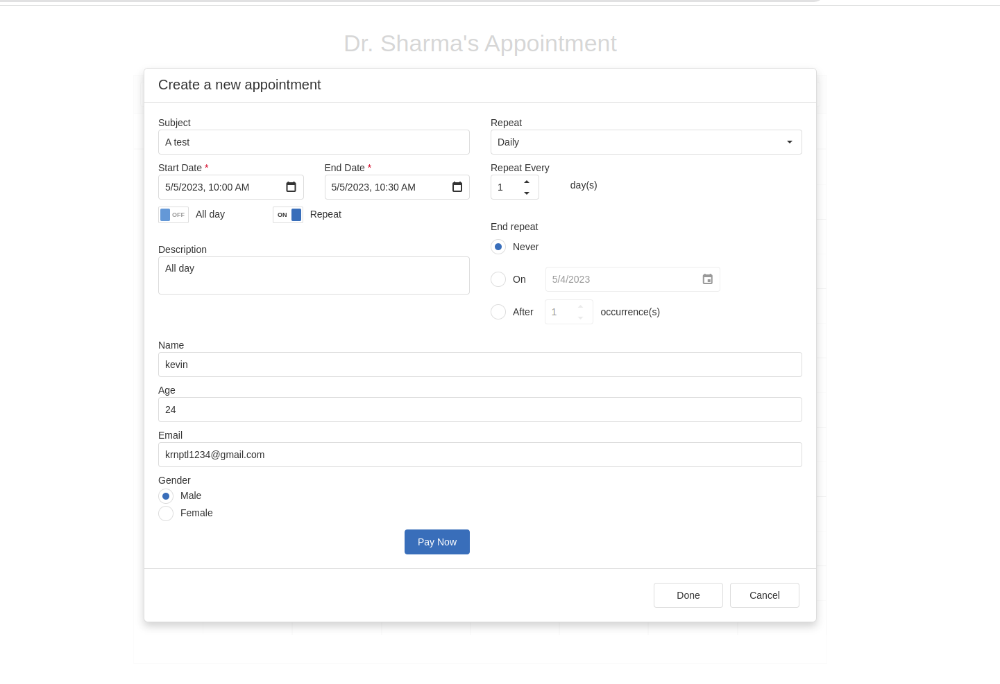 Dr. Sharma's Appointment
Create a new appointment
Subject
A test
Start Date *
End Date *
5/5/2023, 10:00 AM
5/5/2023, 10:30 AM
OFF All day
ON Repeat
Description
All day
Repeat
Daily
Repeat Every
1 day(s)
End repeat
Never
On 5/4/2023
After 1 occurrence(s)
Name
kevin
Age
24
Email
krnptl1234@gmail.com
Gender
Male
Female
Pay Now
Done
Cancel